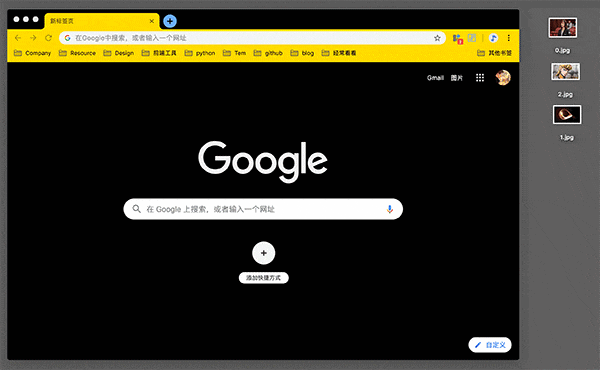 新标签页
在Google中搜索，或者输入一个网址
Company Resource Design 前端工具 python Tem github blog 经常看看 其他书签
Gmail 图片
Google
在 Google 上搜索，或者输入一个网址
添加快捷方式
自定义
0.jpg
2.jpg
1.jpg